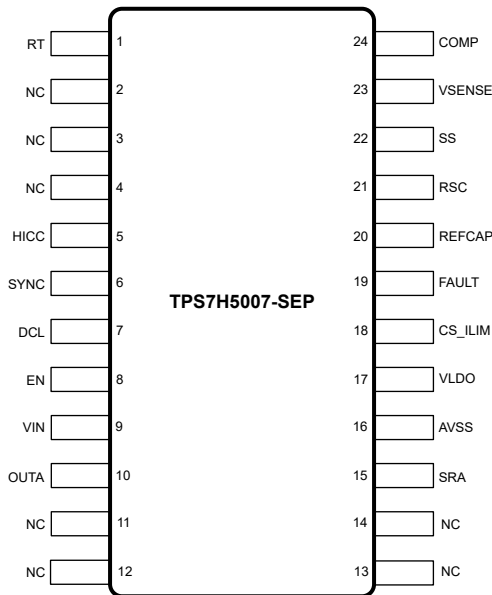 RT 1 24 COMP
NC 2 23 VSENSE
NC 3 22 SS
NC 4 21 RSC
HICC 5 20 REFCAP
SYNC 6 19 FAULT
TPS7H5007-SEP
DCL 7 18 CS_ILIM
EN 8 17 VLDO
VIN 9 16 AVSS
OUTA 10 15 SRA
NC 11 14 NC
NC 12 13 NC